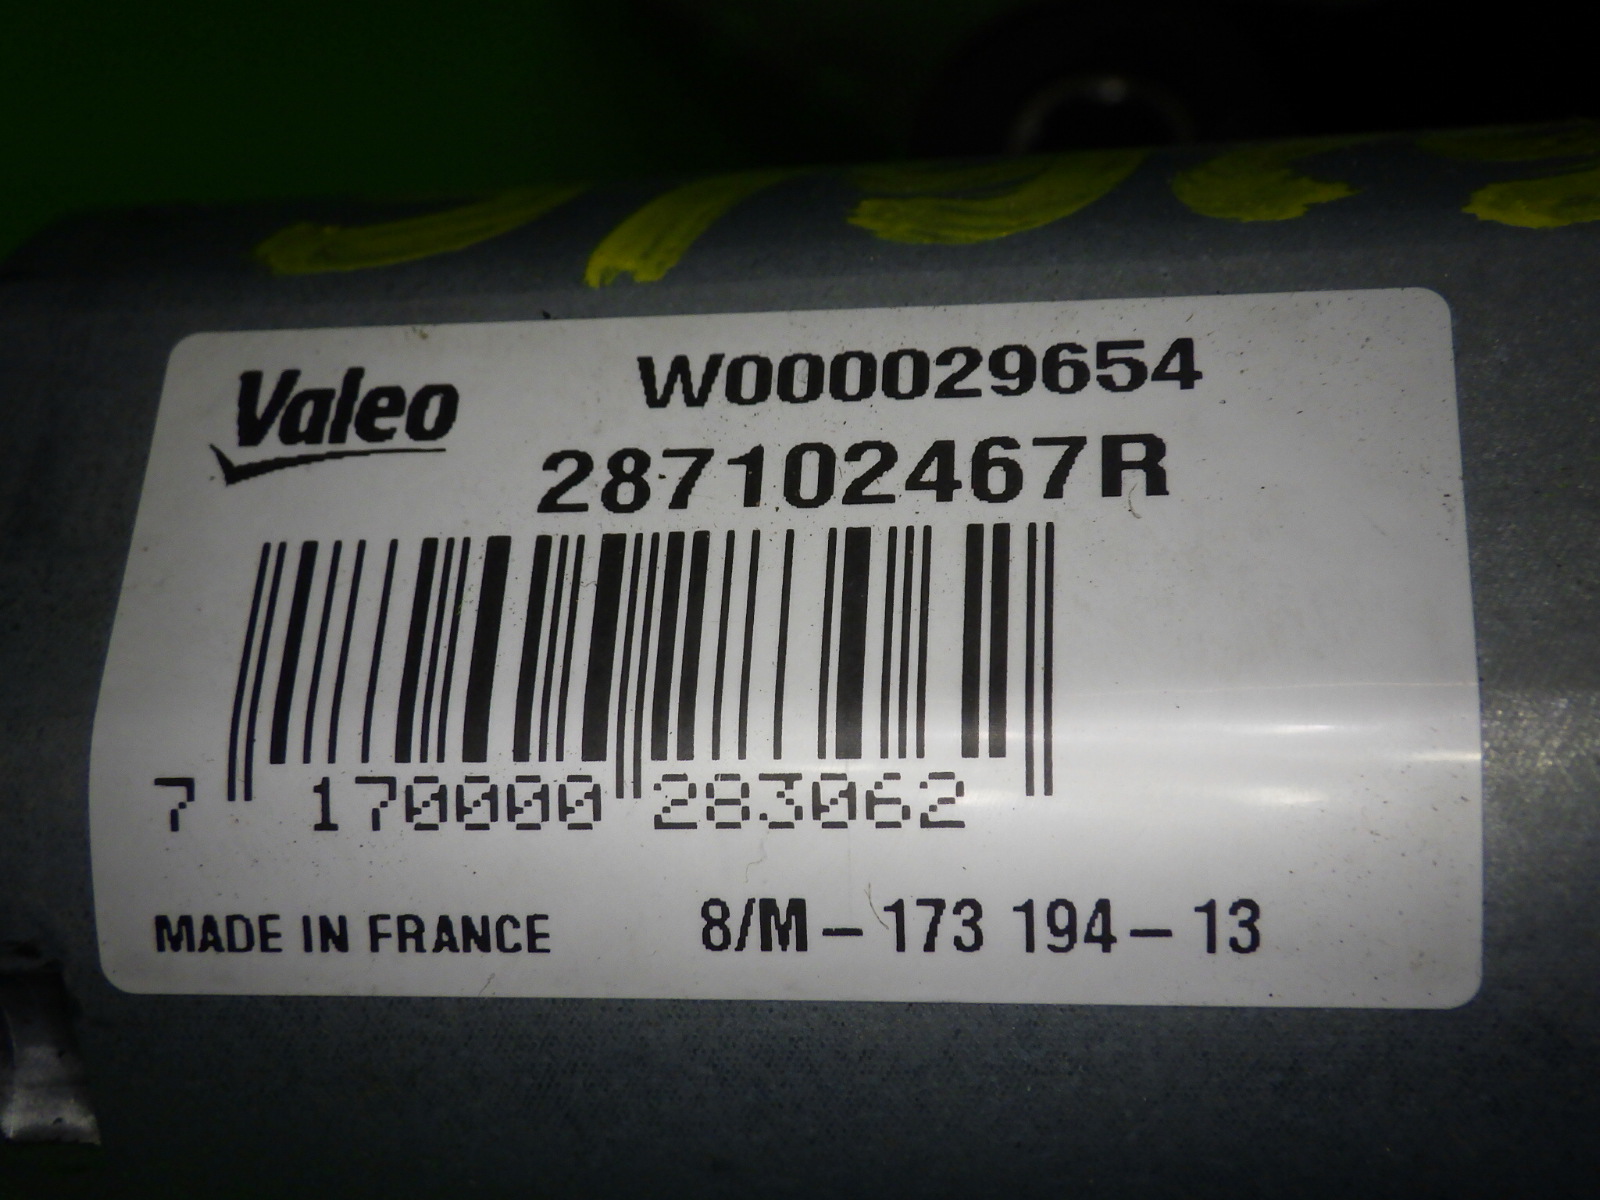 Valeo
W000029654
287102467R
7 170000 283062
MADE IN FRANCE 8/M – 173 194 – 13